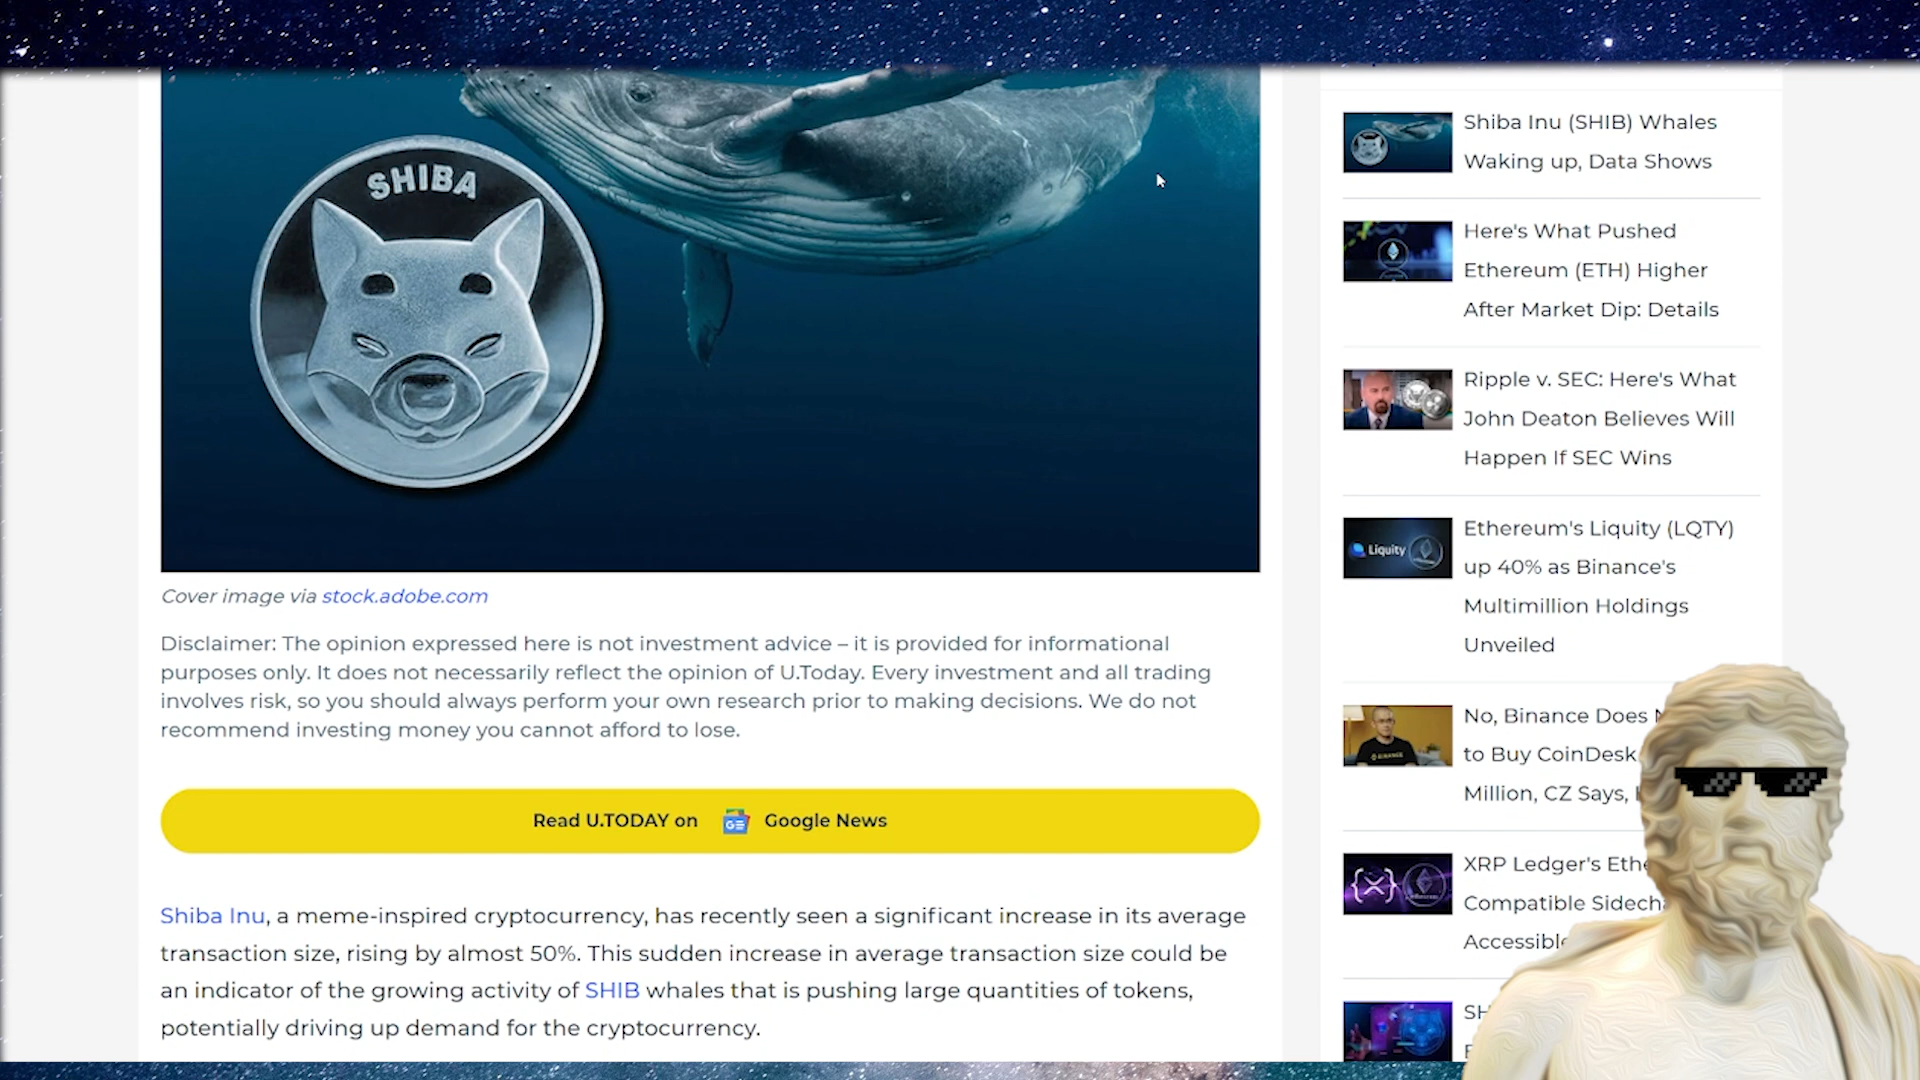 SHIBA
Cover image via stock.adobe.com
Disclaimer: The opinion expressed here is not investment advice – it is provided for informational
purposes only. It does not necessarily reflect the opinion of U.Today. Every investment and all trading
involves risk, so you should always perform your own research prior to making decisions. We do not
recommend investing money you cannot afford to lose.
Read U.TODAY on GE Google News
Shiba Inu, a meme-inspired cryptocurrency, has recently seen a significant increase in its average
transaction size, rising by almost 50%. This sudden increase in average transaction size could be
an indicator of the growing activity of SHIB whales that is pushing large quantities of tokens,
potentially driving up demand for the cryptocurrency.
Shiba Inu (SHIB) Whales
Waking up, Data Shows
Here's What Pushed
Ethereum (ETH) Higher
After Market Dip: Details
Ripple v. SEC: Here's What
John Deaton Believes Will
Happen If SEC Wins
Liquity
Ethereum's Liquity (LQTY)
up 40% as Binance's
Multimillion Holdings
Unveiled
BINANCE
No, Binance Does
to Buy CoinDesk
Million, CZ Says,
{X}
XRP Ledger's Ethe
Compatible Sidech
Accessible
SH